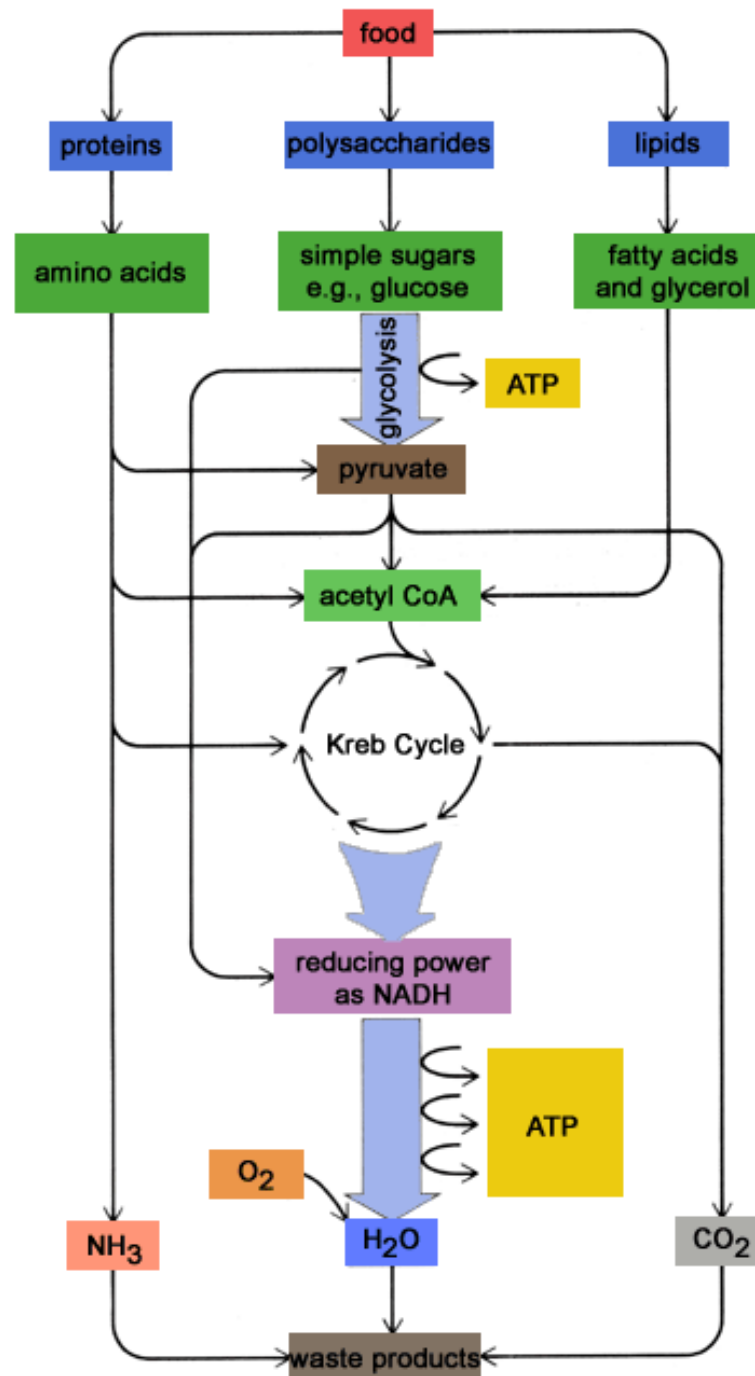 food
proteins
polysaccharides
lipids
amino acids
simple sugars
e.g., glucose
fatty acids
and glycerol
glycolysis
ATP
pyruvate
acetyl CoA
Kreb Cycle
reducing power
as NADH
ATP
O₂
NH₃
H₂O
CO₂
waste products